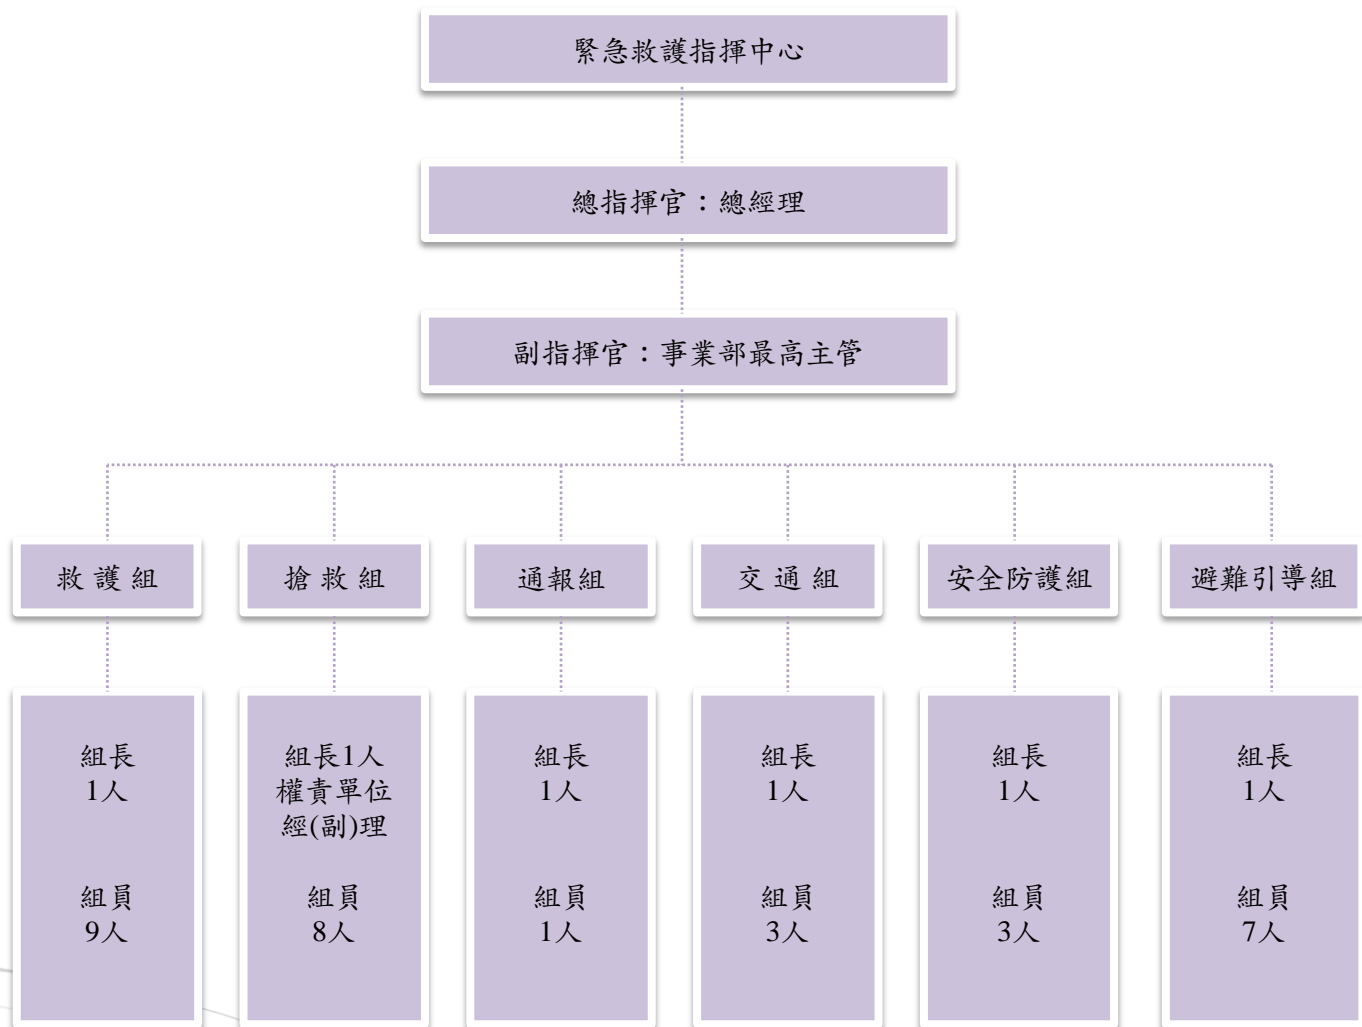 緊急救護指揮中心
總指揮官：總經理
副指揮官：事業部最高主管
救 護 組
搶 救 組
通報組
交 通 組
安全防護組
避難引導組
組長
1人
組員
9人
組長1人
權責單位
經(副)理
組員
8人
組長
1人
組員
1人
組長
1人
組員
3人
組長
1人
組員
3人
組長
1人
組員
7人